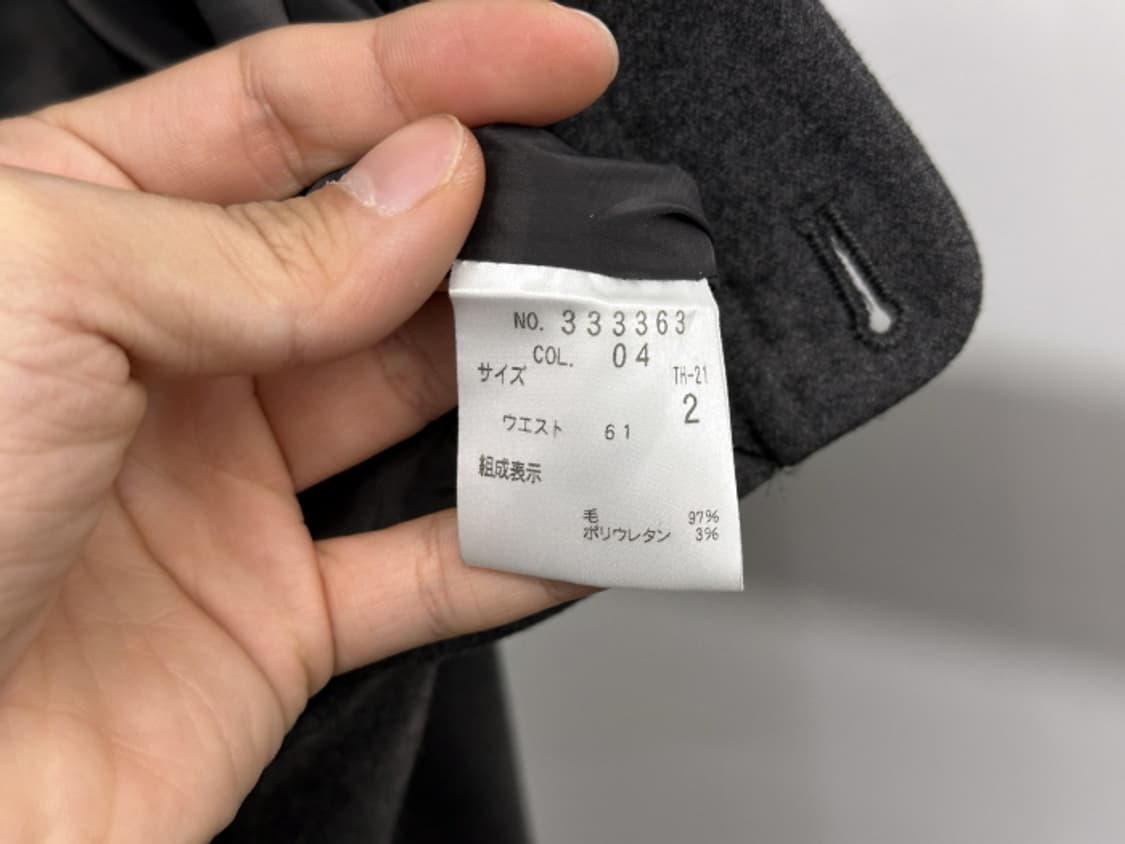 NO. 333363
COL. 04
サイズ TH-21
2
ウエスト 61
組成表示
毛 97%
ポリウレタン 3%